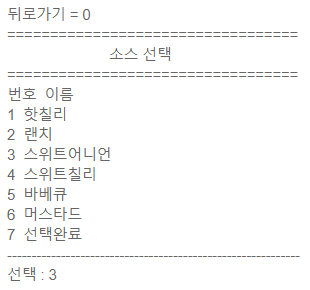 뒤로가기 = 0
==================================
소스 선택
==================================
번호  이름
1  핫칠리
2  랜치
3  스위트어니언
4  스위트칠리
5  바베큐
6  머스타드
7  선택완료
------------------------------------------------------------
선택 : 3